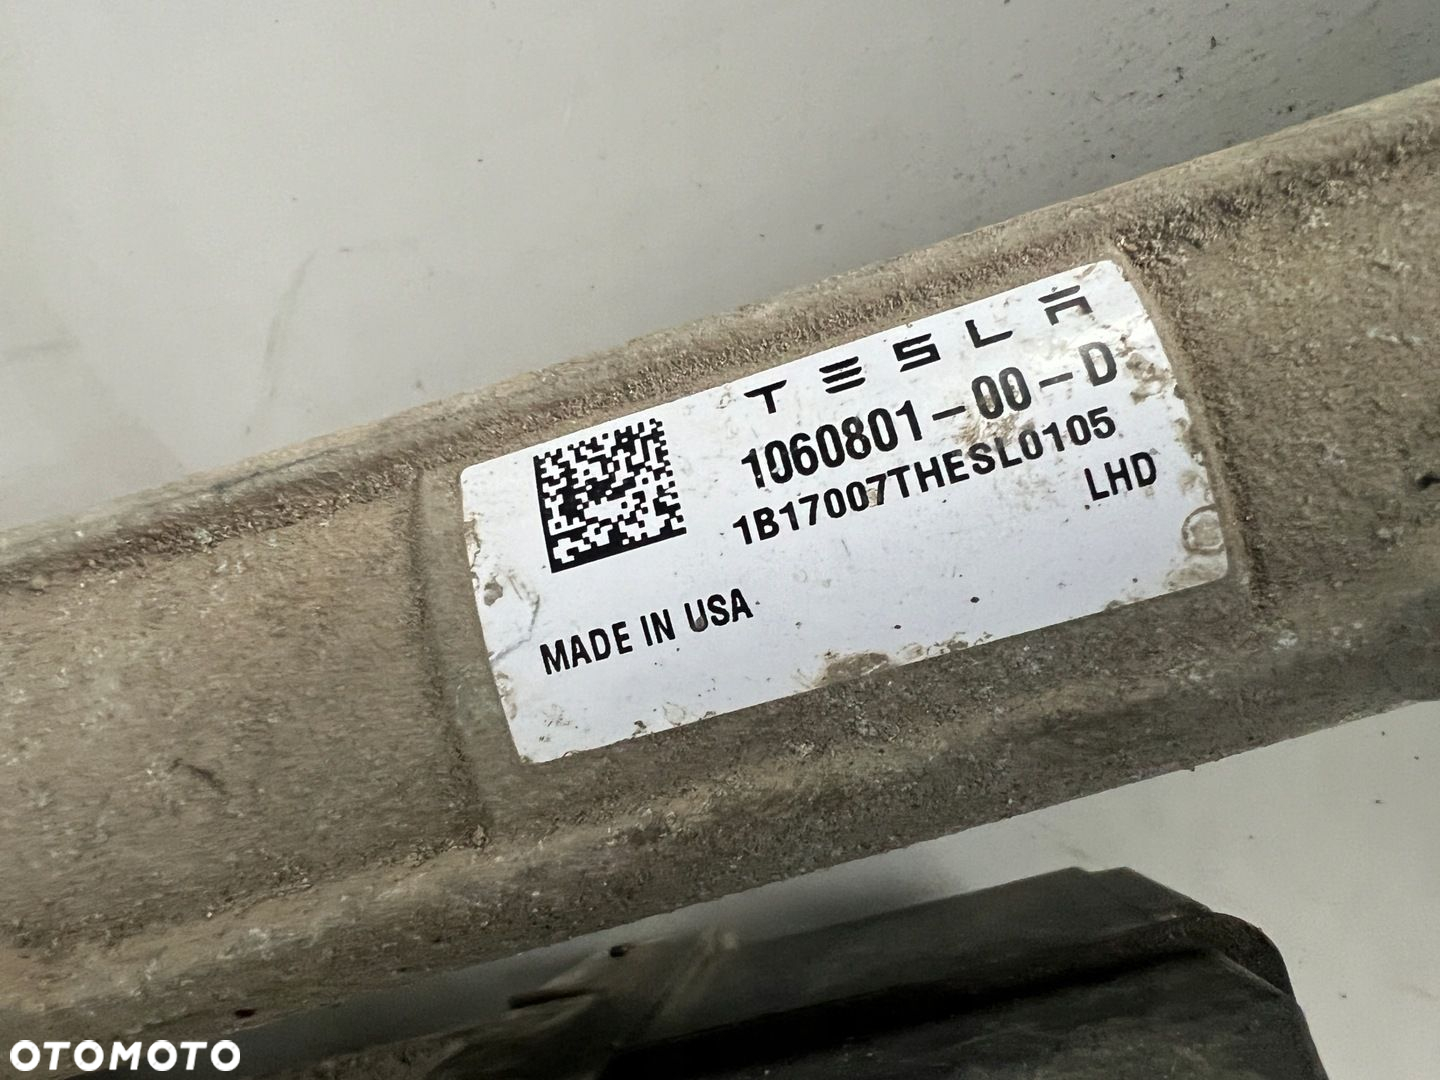 TESLA
1060801-00-D
1B17007THESL0105
LHD
MADE IN USA
OTOMOTO